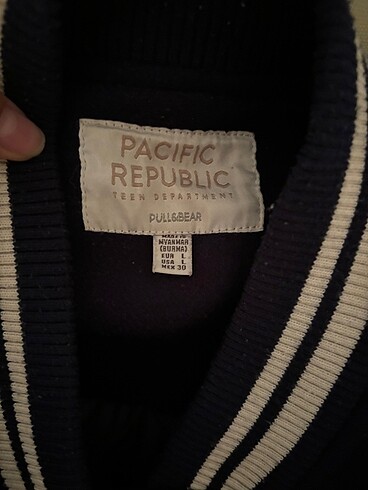 PACIFIC
REPUBLIC
TEEN DEPARTMENT
PULL&BEAR
MADE IN
MYANMAR
(BURMA)
EUR L
USA L
MEX 30